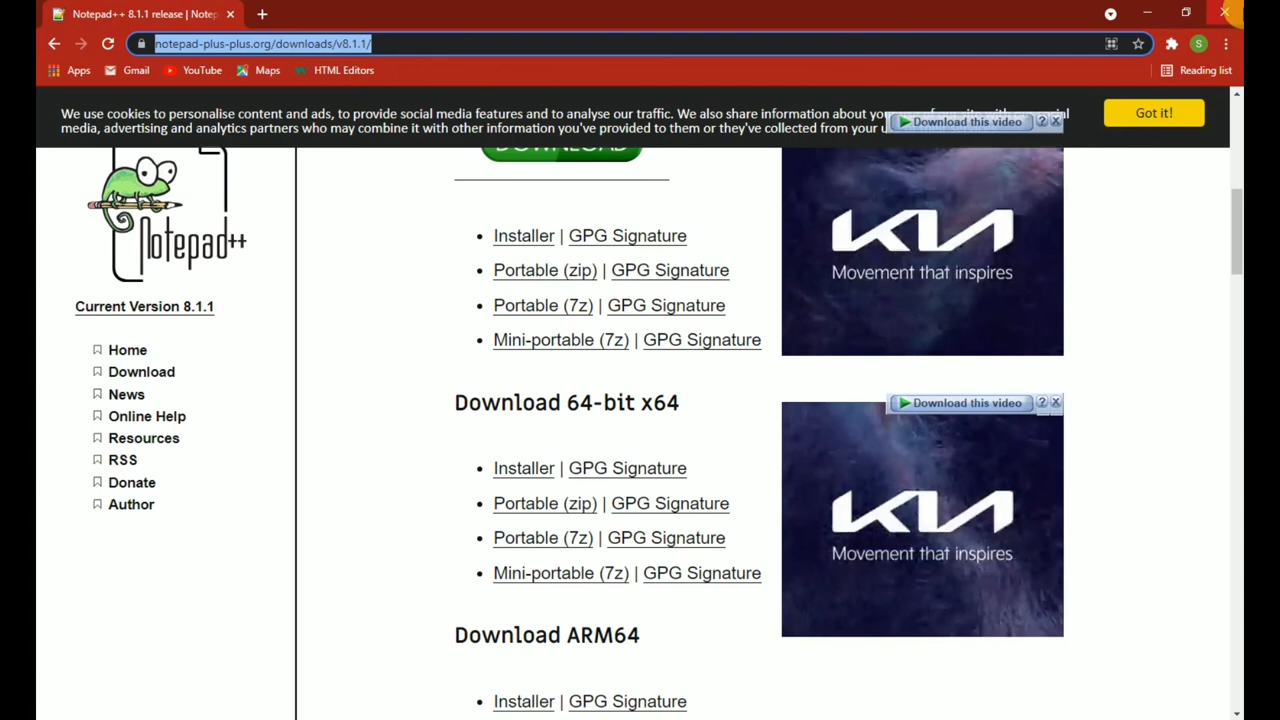 Notepad++ 8.1.1 release | Notep
notepad-plus-plus.org/downloads/v8.1.1/
S
Apps
Gmail
YouTube
Maps
HTML Editors
Reading list
We use cookies to personalise content and ads, to provide social media features and to analyse our traffic. We also share information about
media, advertising and analytics partners who may combine it with other information you've provided to them or they've collected from your
Got it!
Download this video
DOWNLOAD
Notepad++
Current Version 8.1.1
Home
Download
News
Online Help
Resources
RSS
Donate
Author
Installer | GPG Signature
Portable (zip) | GPG Signature
Portable (7z) | GPG Signature
Mini-portable (7z) | GPG Signature
Download 64-bit x64
Installer | GPG Signature
Portable (zip) | GPG Signature
Portable (7z) | GPG Signature
Mini-portable (7z) | GPG Signature
Download ARM64
Installer | GPG Signature
KIA
Movement that inspires
Download this video
KIA
Movement that inspires